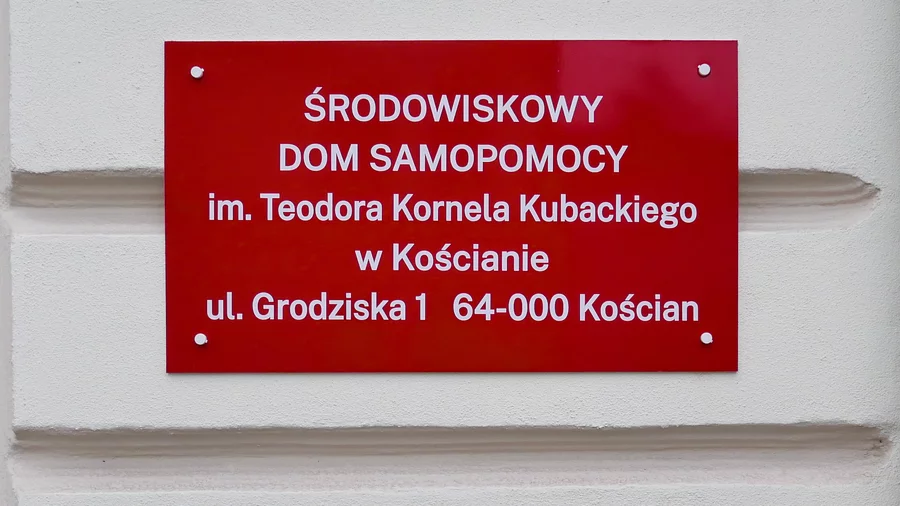 ŚRODOWISKOWY
DOM SAMOPOMOCY
im. Teodora Kornela Kubackiego
w Kościanie
ul. Grodziska 1 64-000 Kościan